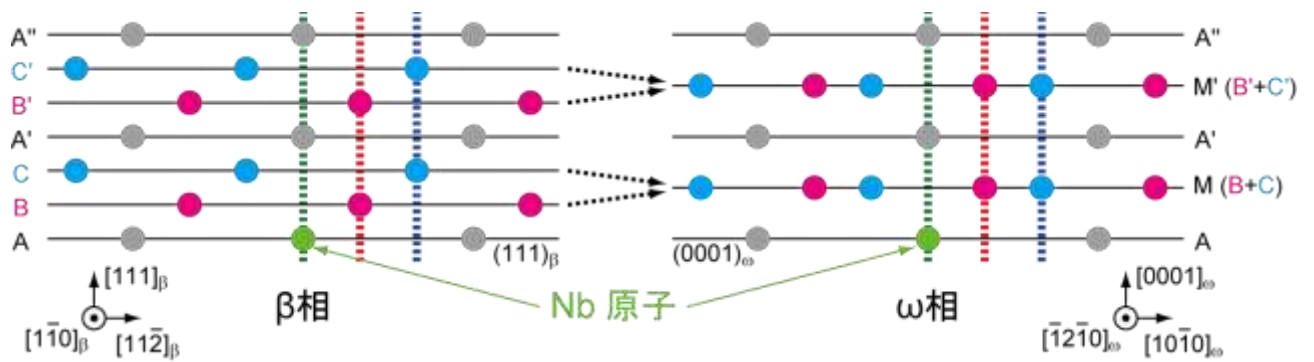 A"
C'
B'
A'
C
B
A
(111)β
[111]β
[11̄0]β
[112̄]β
β相
Nb 原子
A"
M' (B'+C')
A'
M (B+C)
A
(0001)ω
[0001]ω
[1̄21̄0]ω
[101̄0]ω
ω相